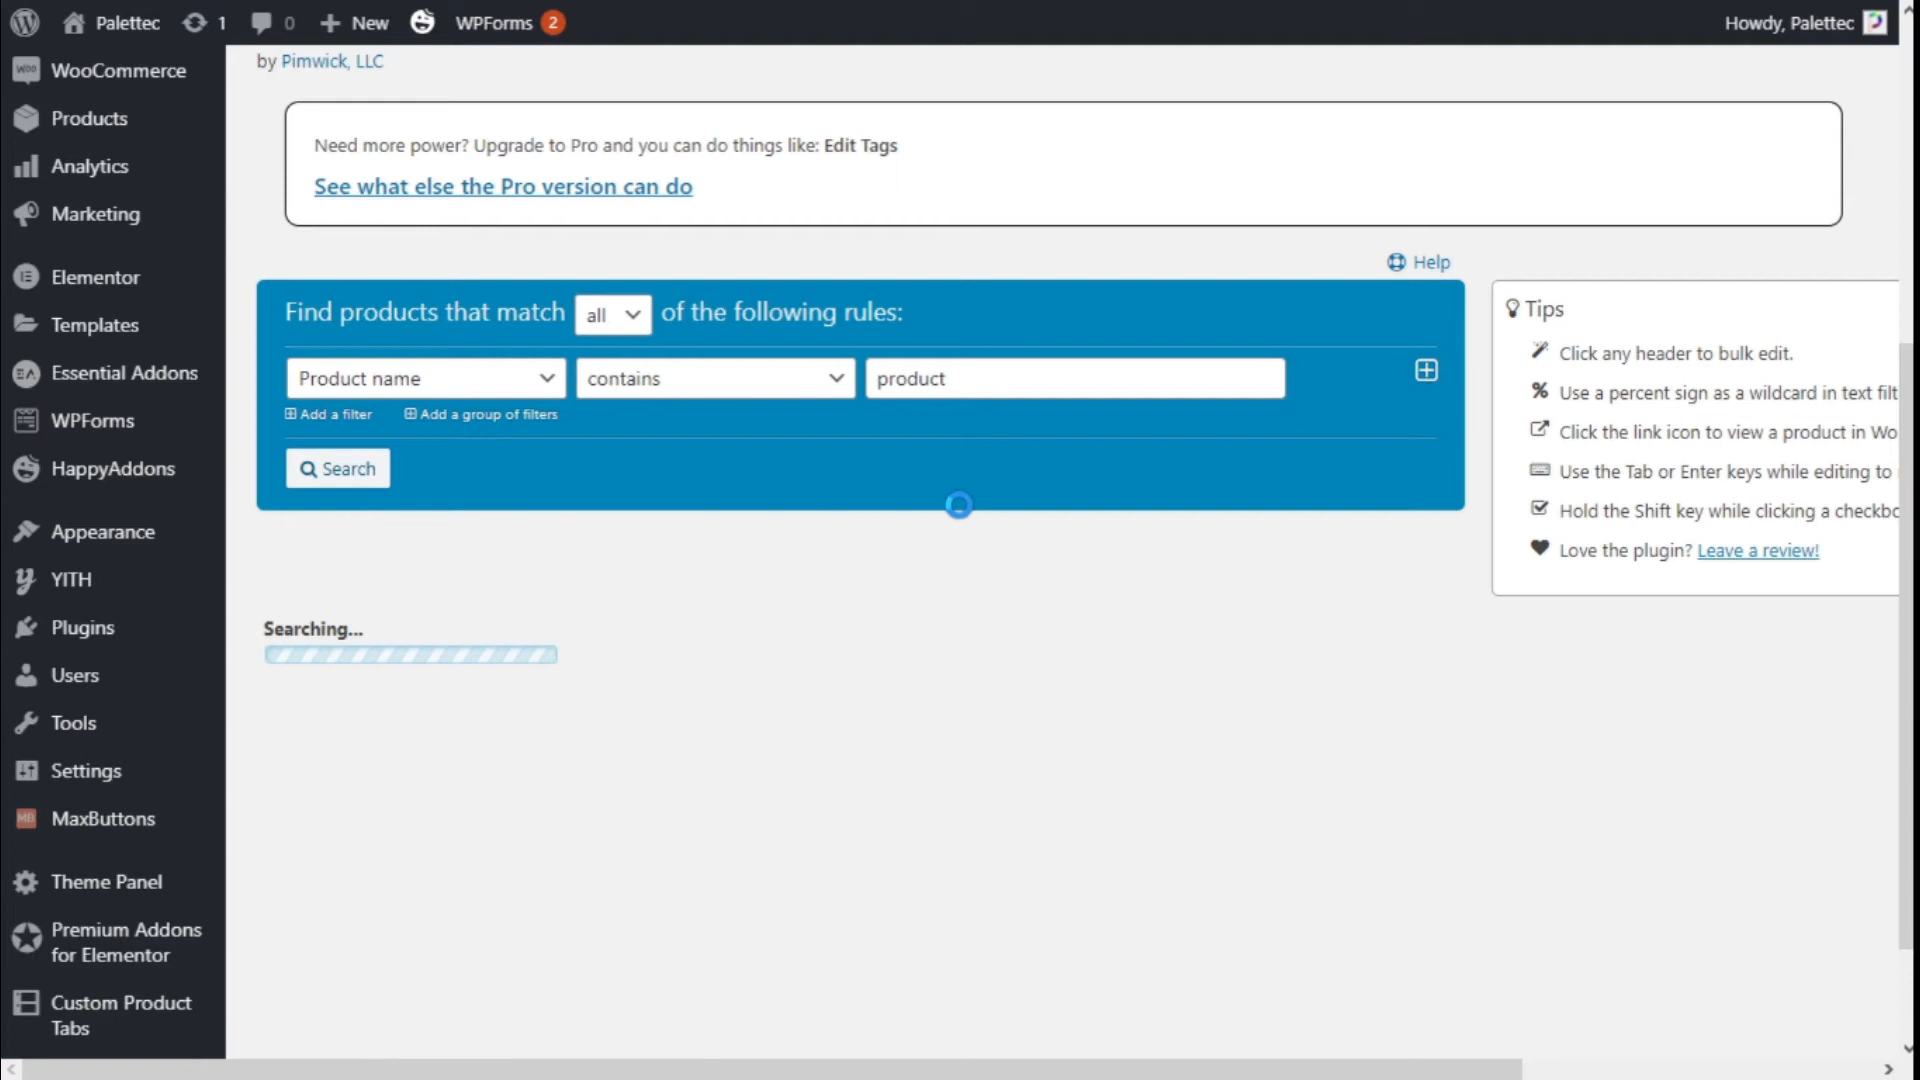 Palettec 1 0 New WPForms 2 Howdy, Palettec
WooCommerce
Products
Analytics
Marketing
Elementor
Templates
Essential Addons
WPForms
HappyAddons
Appearance
YITH
Plugins
Users
Tools
Settings
MaxButtons
Theme Panel
Premium Addons
for Elementor
Custom Product
Tabs
by Pimwick, LLC
Need more power? Upgrade to Pro and you can do things like: Edit Tags
See what else the Pro version can do
Help
Find products that match all of the following rules:
Product name contains product
Add a filter Add a group of filters
Search
Searching...
Tips
Click any header to bulk edit.
Use a percent sign as a wildcard in text filt
Click the link icon to view a product in Wo
Use the Tab or Enter keys while editing to
Hold the Shift key while clicking a checkbo
Love the plugin? Leave a review!